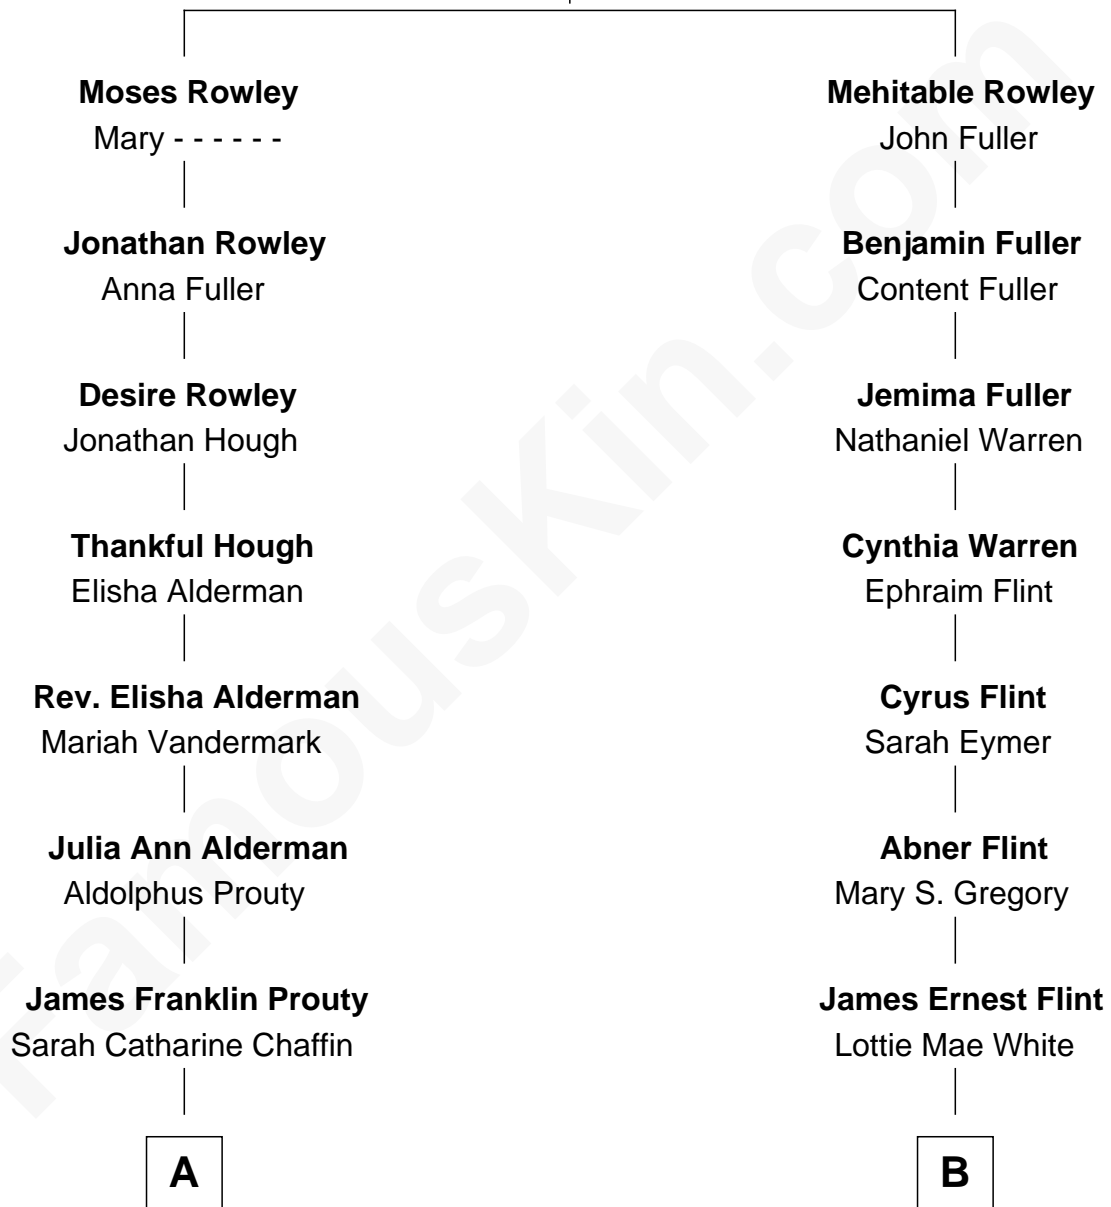 Moses Rowley
Mary - - - - - -
Jonathan Rowley
Anna Fuller
Desire Rowley
Jonathan Hough
Thankful Hough
Elisha Alderman
Rev. Elisha Alderman
Mariah Vandermark
Julia Ann Alderman
Aldolphus Prouty
James Franklin Prouty
Sarah Catharine Chaffin
A
Mehitable Rowley
John Fuller
Benjamin Fuller
Content Fuller
Jemima Fuller
Nathaniel Warren
Cynthia Warren
Ephraim Flint
Cyrus Flint
Sarah Eymer
Abner Flint
Mary S. Gregory
James Ernest Flint
Lottie Mae White
B
FamousKin.com